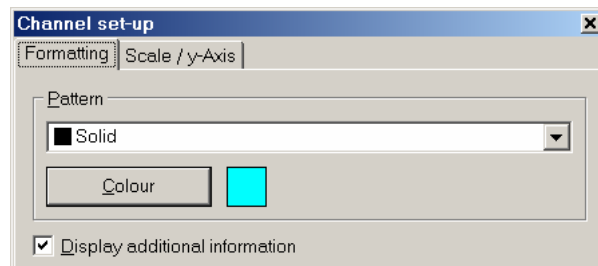 Channel set-up
Formatting Scale / y-Axis
Pattern
Solid
Colour
Display additional information